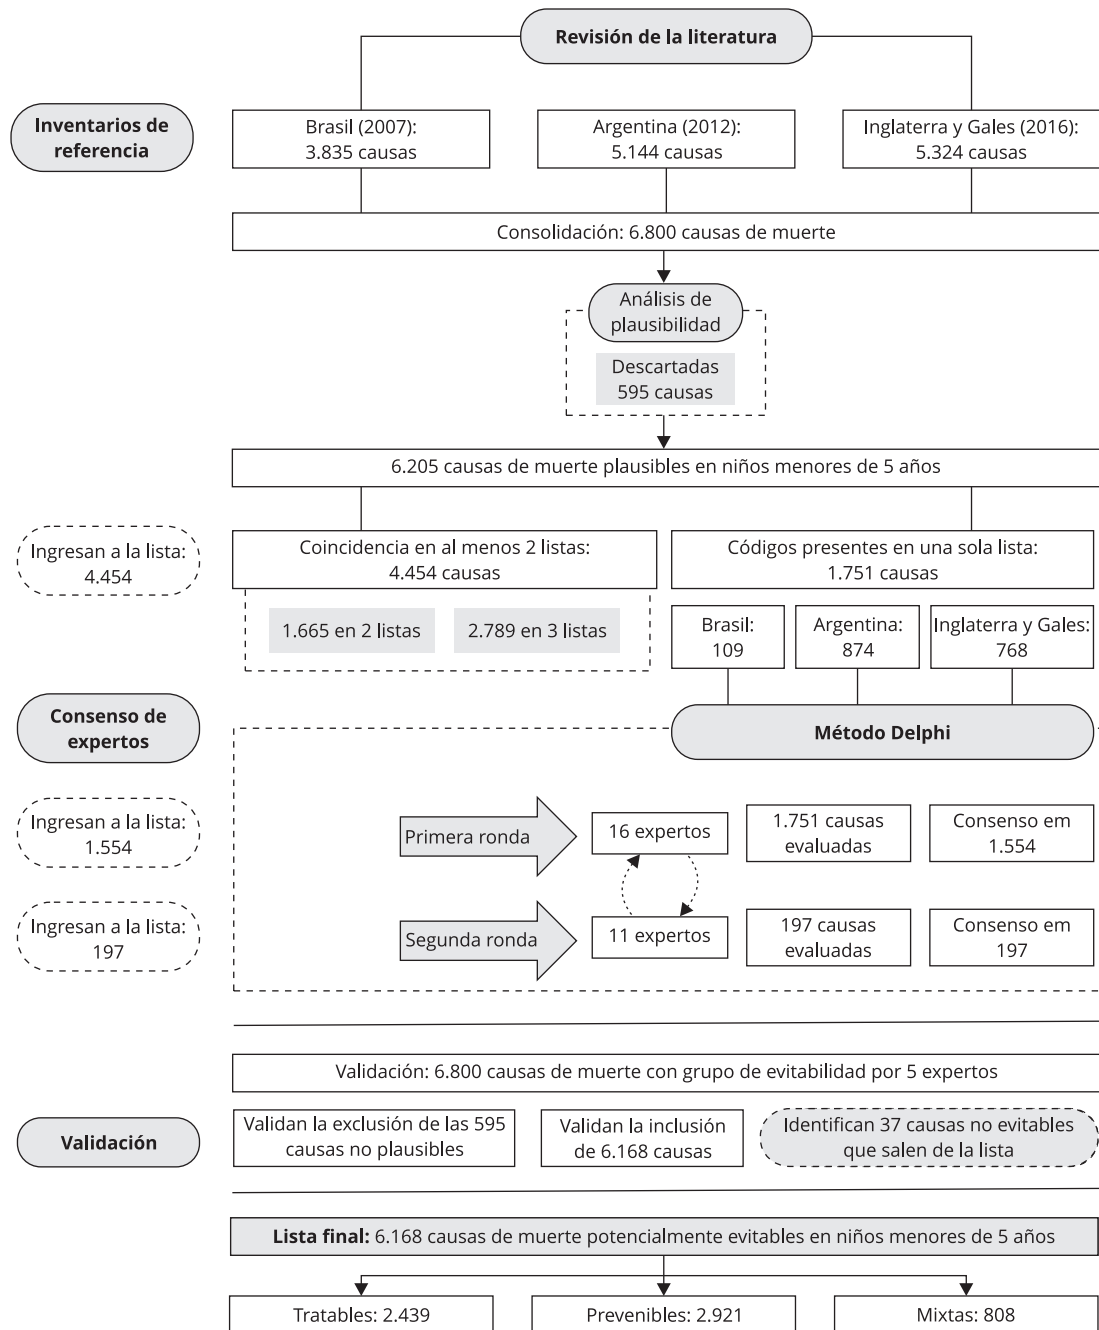 Revisión de la literatura
Inventarios de
referencia
Brasil (2007):
3.835 causas
Argentina (2012):
5.144 causas
Inglaterra y Gales (2016):
5.324 causas
Consolidación: 6.800 causas de muerte
Análisis de
plausibilidad
Descartadas
595 causas
6.205 causas de muerte plausibles en niños menores de 5 años
Ingresan a la lista:
4.454
Coincidencia en al menos 2 listas:
4.454 causas
Códigos presentes en una sola lista:
1.751 causas
1.665 en 2 listas
2.789 en 3 listas
Brasil:
109
Argentina:
874
Inglaterra y Gales:
768
Consenso de
expertos
Método Delphi
Ingresan a la lista:
1.554
Primera ronda
16 expertos
1.751 causas
evaluadas
Consenso em
1.554
Ingresan a la lista:
197
Segunda ronda
11 expertos
197 causas
evaluadas
Consenso em
197
Validación: 6.800 causas de muerte con grupo de evitabilidad por 5 expertos
Validación
Validan la exclusión de las 595
causas no plausibles
Validan la inclusión
de 6.168 causas
Identifican 37 causas no evitables
que salen de la lista
Lista final: 6.168 causas de muerte potencialmente evitables en niños menores de 5 años
Tratables: 2.439
Prevenibles: 2.921
Mixtas: 808